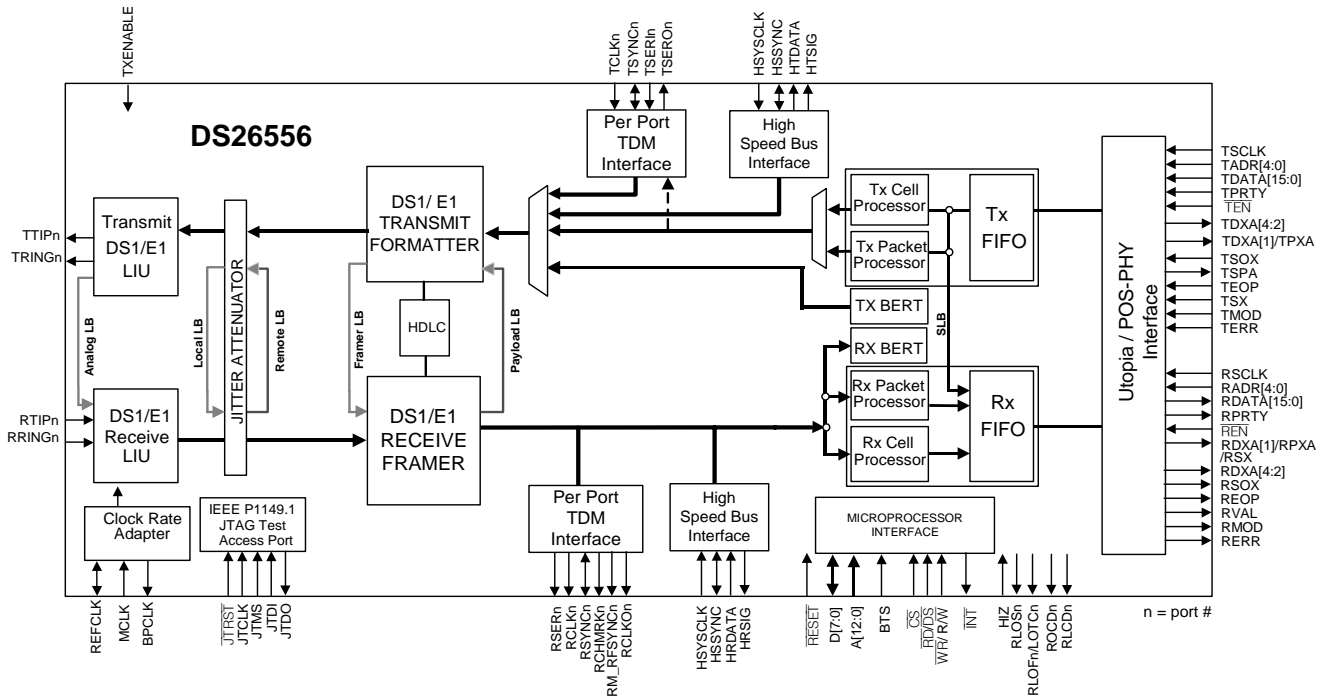 TXENABLE
TCLKn
TSYNCn
TSERIn
TSEROn
HSYSCLK
HSSYNC
HTDATA
HTSIG
DS26556
Per Port
TDM
Interface
High
Speed Bus
Interface
Transmit
DS1/E1
LIU
TTIPn
TRINGn
JITTER ATTENUATOR
DS1/ E1
TRANSMIT
FORMATTER
Tx Cell
Processor
Tx Packet
Processor
Tx
FIFO
TX BERT
SLB
RX BERT
HDLC
Analog LB
Local LB
Remote LB
Framer LB
Payload LB
RTIPn
RRINGn
DS1/E1
Receive
LIU
DS1/E1
RECEIVE
FRAMER
Rx Packet
Processor
Rx Cell
Processor
Rx
FIFO
Utopia / POS-PHY
Interface
TSCLK
TADR[4:0]
TDATA[15:0]
TPRTY
TEN
TDXA[4:2]
TDXA[1]/TPXA
TSOX
TSPA
TEOP
TSX
TMOD
TERR
RSCLK
RADR[4:0]
RDATA[15:0]
RPRTY
REN
RDXA[1]/RPXA
/RSX
RDXA[4:2]
RSOX
REOP
RVAL
RMOD
RERR
Clock Rate
Adapter
IEEE P1149.1
JTAG Test
Access Port
Per Port
TDM
Interface
High
Speed Bus
Interface
MICROPROCESSOR
INTERFACE
REFCLK
MCLK
BPCLK
JTRST
JTCLK
JTMS
JTDI
JTDO
RSERn
RCLKn
RSYNCn
RCHMRKn
RM_RFSYNCn
RCLKOn
HSYSCLK
HSSYNC
HRDATA
HRSIG
RESET
D[7:0]
A[12:0]
BTS
CS
RD/DS
WR/ R/W
INT
HIZ
RLOSn
RLOFn/LOTCn
ROCDn
RLCDn
n = port #